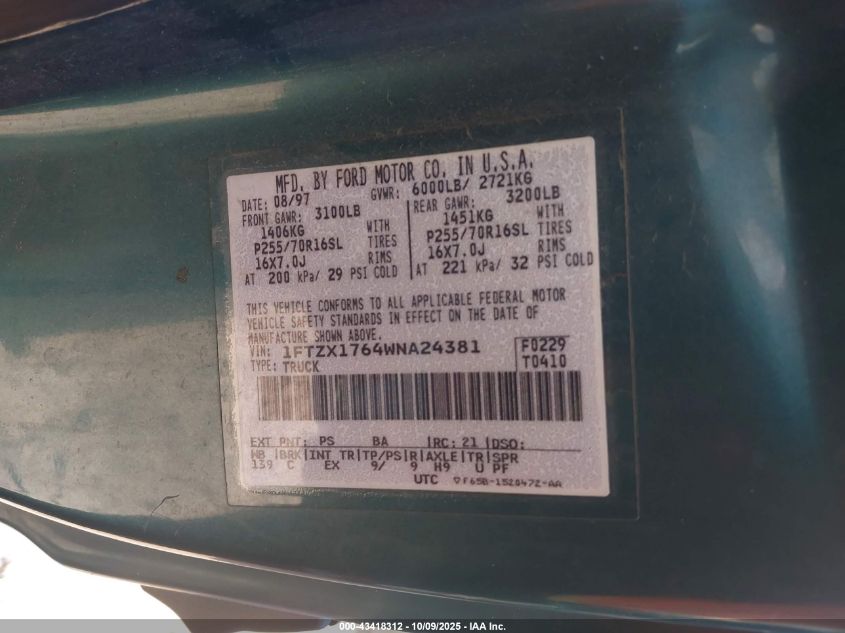 MFD. BY FORD MOTOR CO. IN U.S.A.
DATE: 08/97 GVWR: 6000LB/ 2721KG
FRONT GAWR: 3100LB REAR GAWR: 3200LB
1406KG WITH 1451KG WITH
P255/70R16SL TIRES P255/70R16SL TIRES
16X7.0J RIMS 16X7.0J RIMS
AT 200 kPa/ 29 PSI COLD AT 221 kPa/ 32 PSI COLD
THIS VEHICLE CONFORMS TO ALL APPLICABLE FEDERAL MOTOR
VEHICLE SAFETY STANDARDS IN EFFECT ON THE DATE OF
MANUFACTURE SHOWN ABOVE.
VIN: 1FTZX1764WNA24381 F0229
TYPE: TRUCK T0410
EXT PNT: PS BA RC: 21 DSO:
WB BRK INT TR TP/PS R AXLE TR SPR
139 C EX 9/ 9 H9 U PF
UTC ▽F65B-1520472-AA
000-43418312 - 10/09/2025 - IAA Inc.